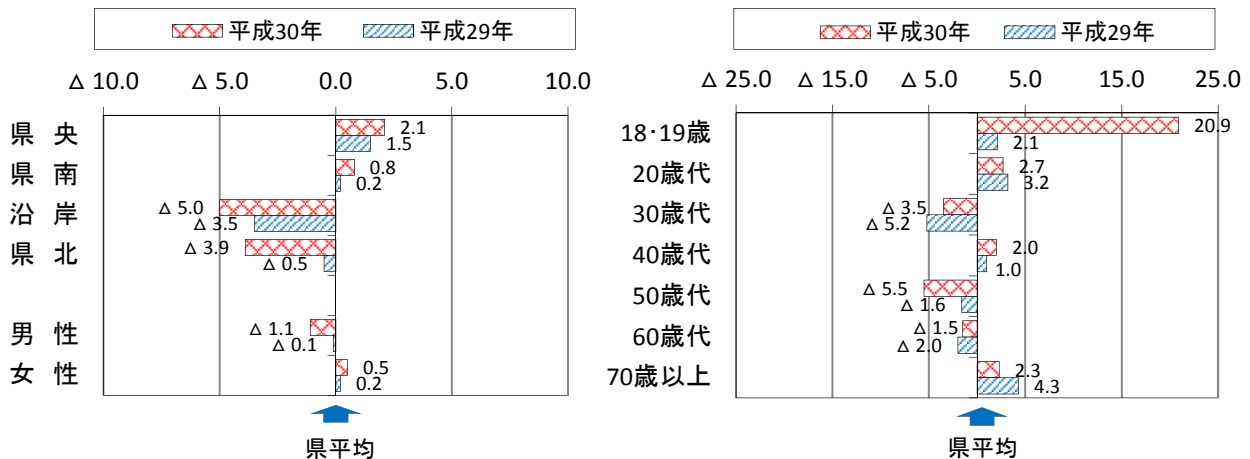 平成30年 平成29年
△ 10.0 △ 5.0 0.0 5.0 10.0
県 央 2.1
1.5
県 南 0.8
0.2
沿 岸 △ 5.0
△ 3.5
県 北 △ 3.9
△ 0.5
男 性 △ 1.1
△ 0.1
女 性 0.5
0.2
県平均
平成30年 平成29年
△ 25.0 △ 15.0 △ 5.0 5.0 15.0 25.0
18･19歳 20.9
2.1
20歳代 2.7
3.2
30歳代 △ 3.5
△ 5.2
40歳代 2.0
1.0
50歳代 △ 5.5
△ 1.6
60歳代 △ 1.5
△ 2.0
70歳以上 2.3
4.3
県平均